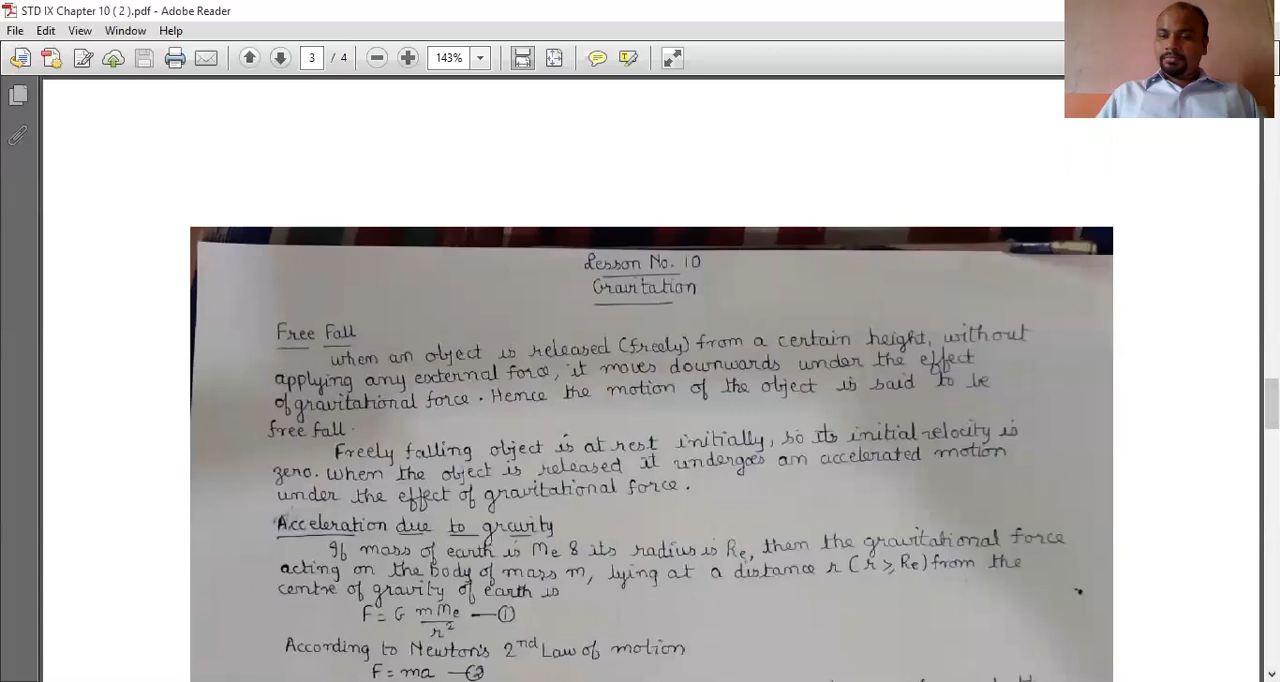 STD IX Chapter 10 ( 2 ).pdf - Adobe Reader
File Edit View Window Help
3 / 4 143%
Lesson No. 10
Gravitation
Free Fall
when an object is released (freely) from a certain height, without
applying any external force, it moves downwards under the effect
of gravitational force. Hence the motion of the object is said to be
free fall.
Freely falling object is at rest initially, so its initial velocity is
zero. When the object is released it undergoes an accelerated motion
under the effect of gravitational force.
Acceleration due to gravity
If mass of earth is Me & its radius is Re, then the gravitational force
acting on the body of mass m, lying at a distance r (r ≥ Re) from the
centre of gravity of earth is
F = G mMe/r² —①
According to Newton's 2nd Law of motion
F = ma —②